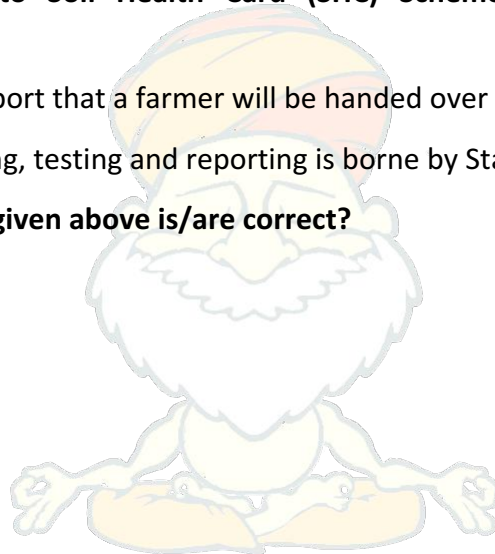 Soil Health Card (SHC) Scheme
port that a farmer will be handed over
ng, testing and reporting is borne by Sta
given above is/are correct?